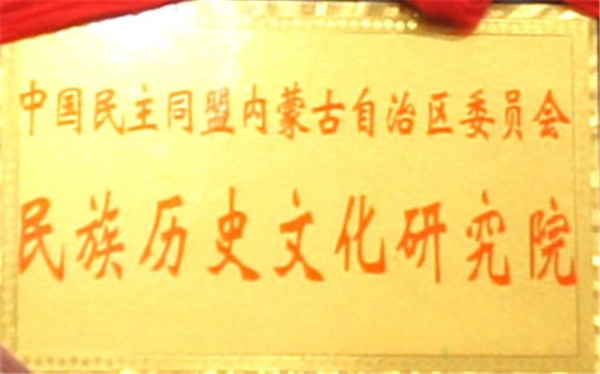 中国民主同盟内蒙古自治区委员会
民族历史文化研究院